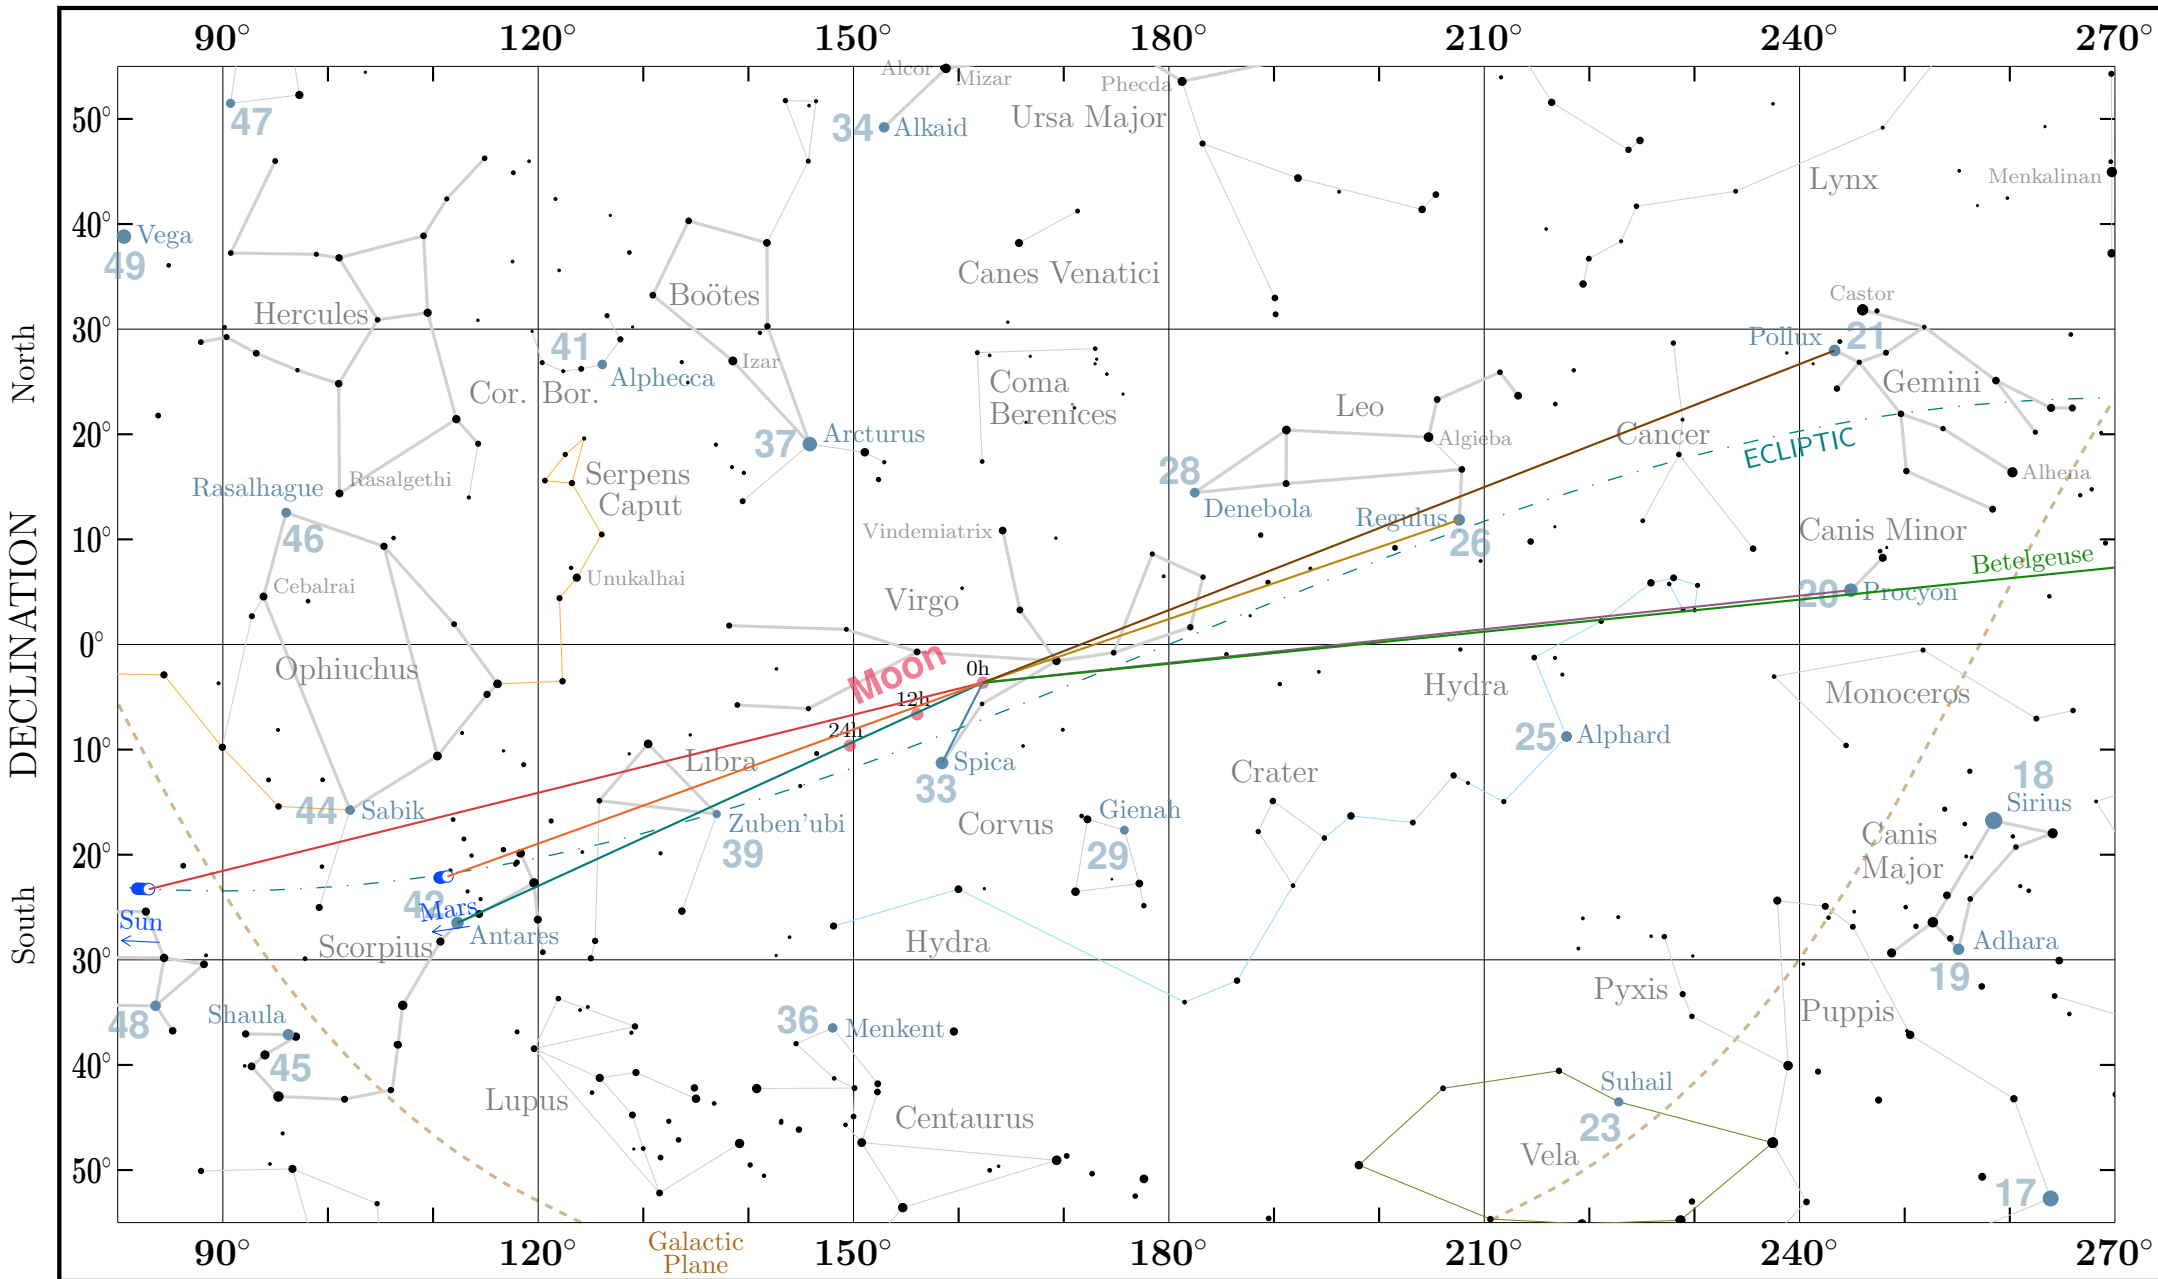 90° 120° 150° 180° 210° 240° 270°
Alcor Mizar
Phecda
50°
47
34 Alkaid
Ursa Major
Lynx
Menkalinan
40°
Vega
49
Canes Venatici
Boötes
Castor
Hercules
30°
41
Izar
Pollux 21
Alphecca
Coma
Berenices
Gemini
Cor. Bor.
Leo
20°
37 Arcturus
Algieba
Cancer
ECLIPTIC
Serpens
Caput
28
Alhena
Rasalhague
Rasalgethi
Denebola
Regulus
46
Vindemiatrix
26
Canis Minor
10°
Betelgeuse
Cebalrai
Unukalhai
Virgo
20 Procyon
0°
Ophiuchus
Moon
0h
12h
24h
Hydra
Monoceros
10°
Libra
Spica
33
25 Alphard
Crater
18
Sirius
44 Sabik
Zuben'ubi
39
Corvus
Gienah
29
Canis
Major
20°
42
Sun
Mars
Antares
Scorpius
Hydra
Adhara
19
30°
Shaula
48
45
36 Menkent
Pyxis
Puppis
40°
Lupus
Centaurus
Suhail
23
Vela
50°
17
90° 120° 150° 180° 210° 240° 270°
Galactic
Plane
North
DECLINATION
South